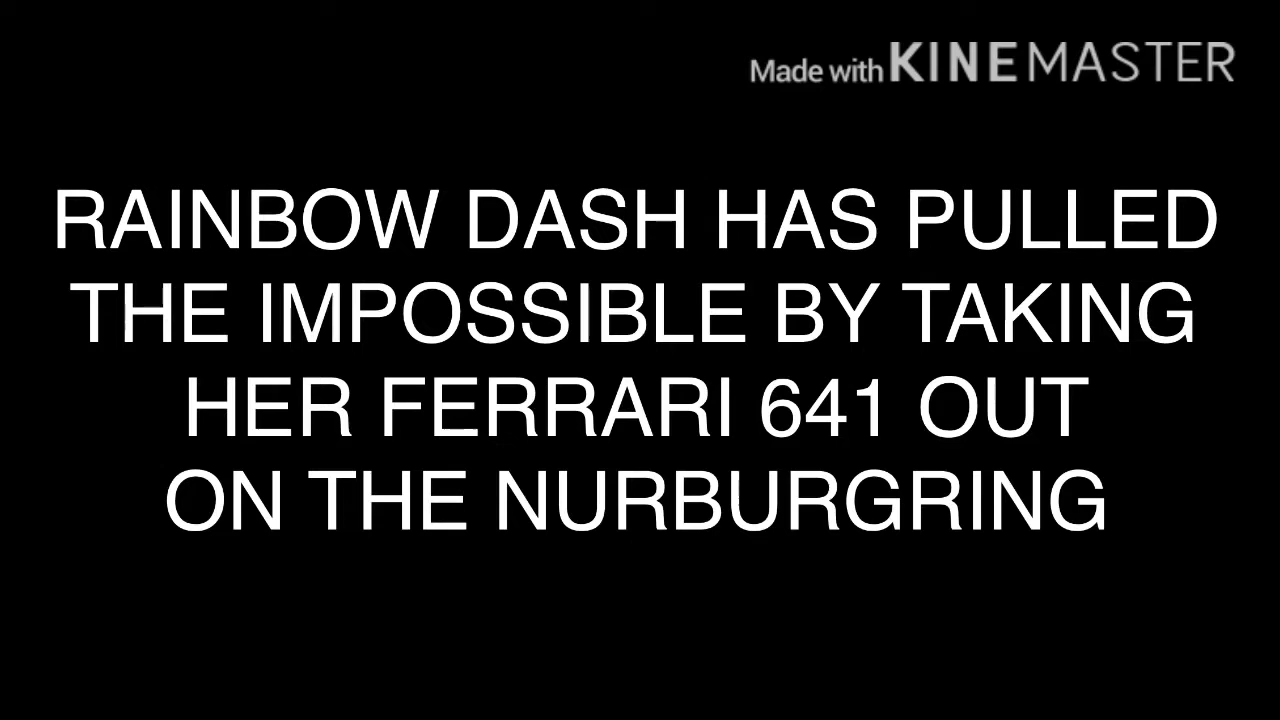 Made with KINEMASTER
RAINBOW DASH HAS PULLED
THE IMPOSSIBLE BY TAKING
HER FERRARI 641 OUT
ON THE NURBURGRING